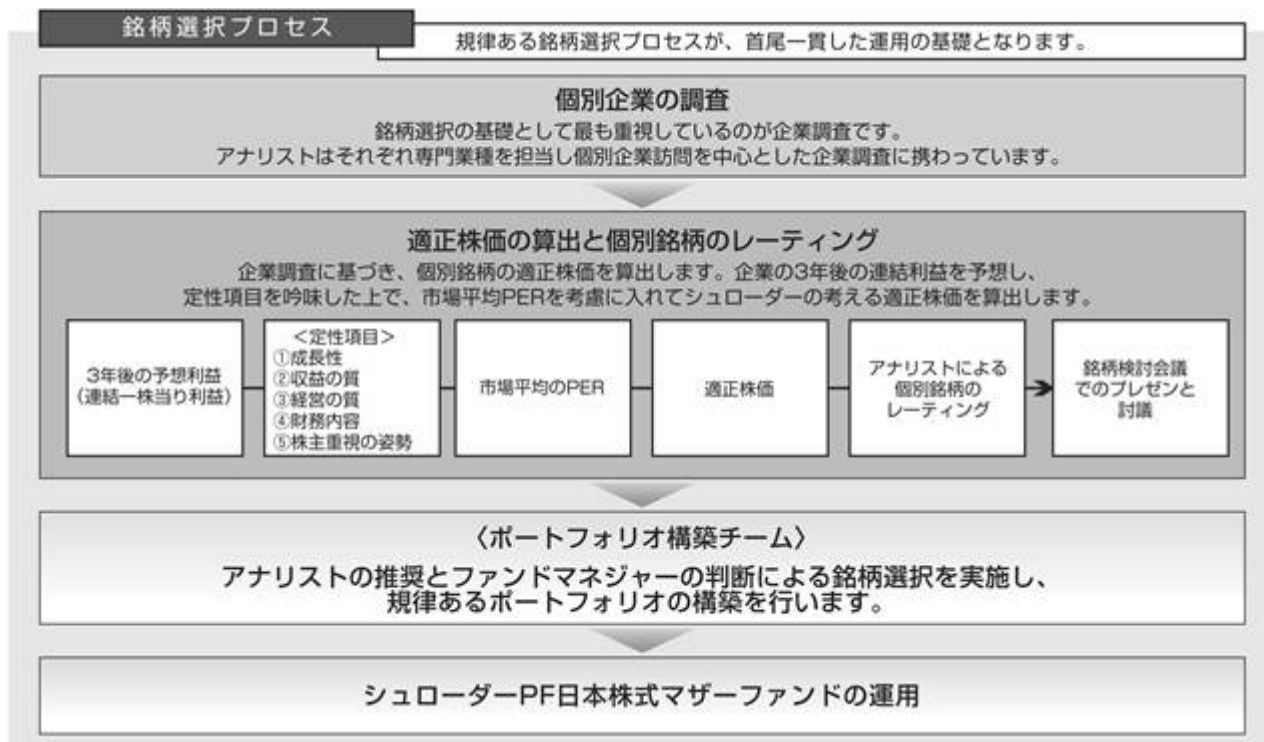 銘柄選択プロセス
規律ある銘柄選択プロセスが、首尾一貫した運用の基礎となります。
個別企業の調査
銘柄選択の基礎として最も重視しているのが企業調査です。
アナリストはそれぞれ専門業種を担当し個別企業訪問を中心とした企業調査に携わっています。
適正株価の算出と個別銘柄のレーティング
企業調査に基づき、個別銘柄の適正株価を算出します。企業の3年後の連結利益を予想し、
定性項目を吟味した上で、市場平均PERを考慮に入れてシュローダーの考える適正株価を算出します。
3年後の予想利益
(連結一株当り利益)
＜定性項目＞
①成長性
②収益の質
③経営の質
④財務内容
⑤株主重視の姿勢
市場平均のPER
適正株価
アナリストによる
個別銘柄の
レーティング
銘柄検討会議
でのプレゼンと
討議
〈ポートフォリオ構築チーム〉
アナリストの推奨とファンドマネジャーの判断による銘柄選択を実施し、
規律あるポートフォリオの構築を行います。
シュローダーPF日本株式マザーファンドの運用